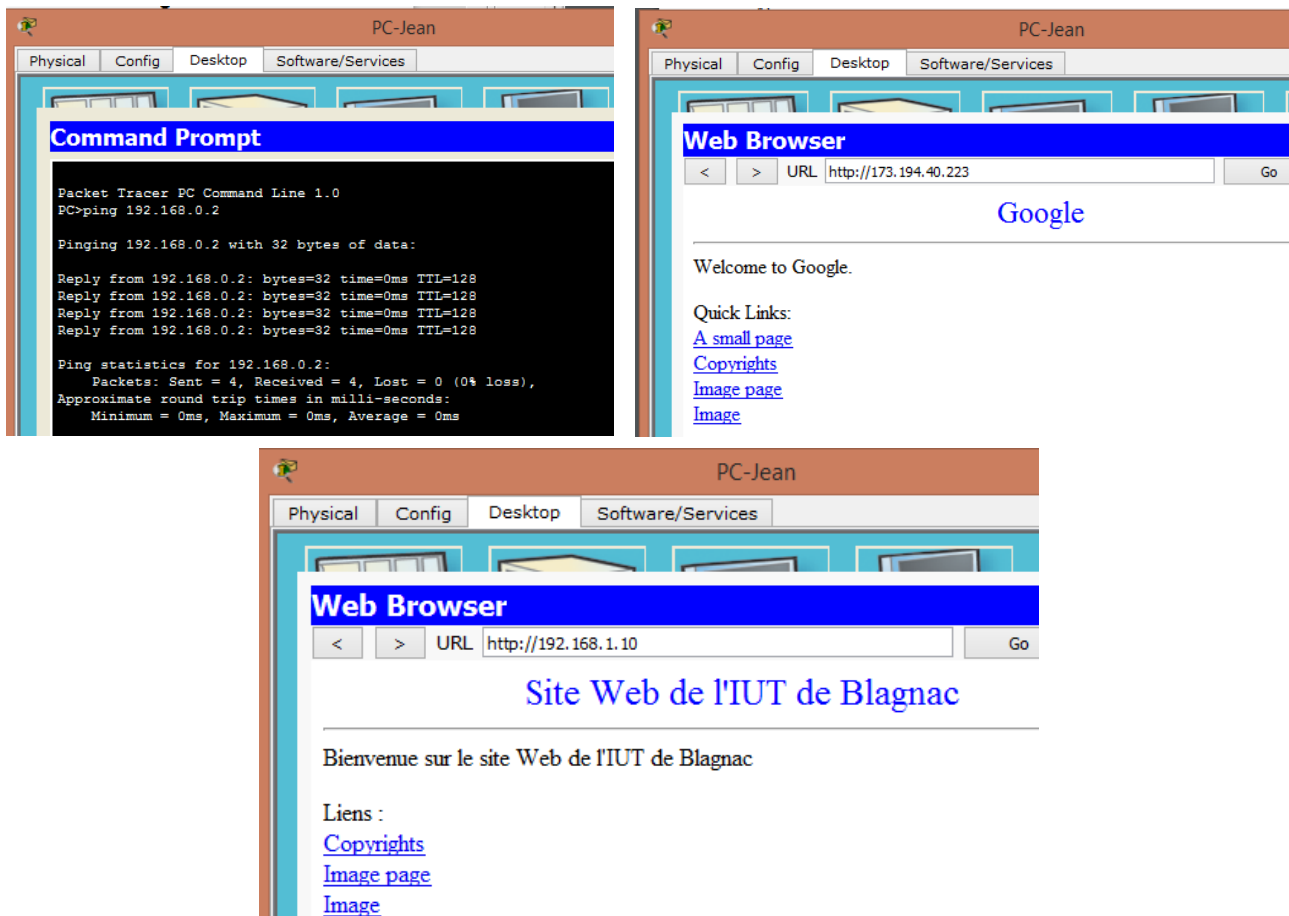 PC-Jean
Physical Config Desktop Software/Services
Command Prompt
Packet Tracer PC Command Line 1.0
PC>ping 192.168.0.2
Pinging 192.168.0.2 with 32 bytes of data:
Reply from 192.168.0.2: bytes=32 time=0ms TTL=128
Reply from 192.168.0.2: bytes=32 time=0ms TTL=128
Reply from 192.168.0.2: bytes=32 time=0ms TTL=128
Reply from 192.168.0.2: bytes=32 time=0ms TTL=128
Ping statistics for 192.168.0.2:
Packets: Sent = 4, Received = 4, Lost = 0 (0% loss),
Approximate round trip times in milli-seconds:
Minimum = 0ms, Maximum = 0ms, Average = 0ms
PC-Jean
Physical Config Desktop Software/Services
Web Browser
< > URL http://173.194.40.223 Go
Google
Welcome to Google.
Quick Links:
A small page
Copyrights
Image page
Image
PC-Jean
Physical Config Desktop Software/Services
Web Browser
< > URL http://192.168.1.10 Go
Site Web de l'IUT de Blagnac
Bienvenue sur le site Web de l'IUT de Blagnac
Liens :
Copyrights
Image page
Image